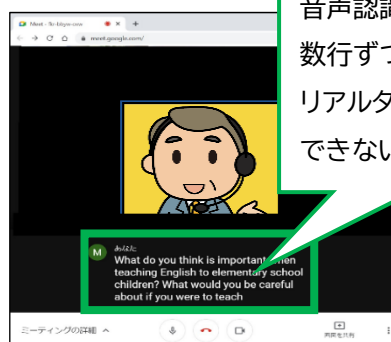 音声認識
数行ずつ
リアルタ
できない
Meet -
meet.google.com/
M
あなた
What do you think is important when
teaching English to elementary school
children? What would you be careful
about if you were to teach
ミーティングの詳細
画面を共有